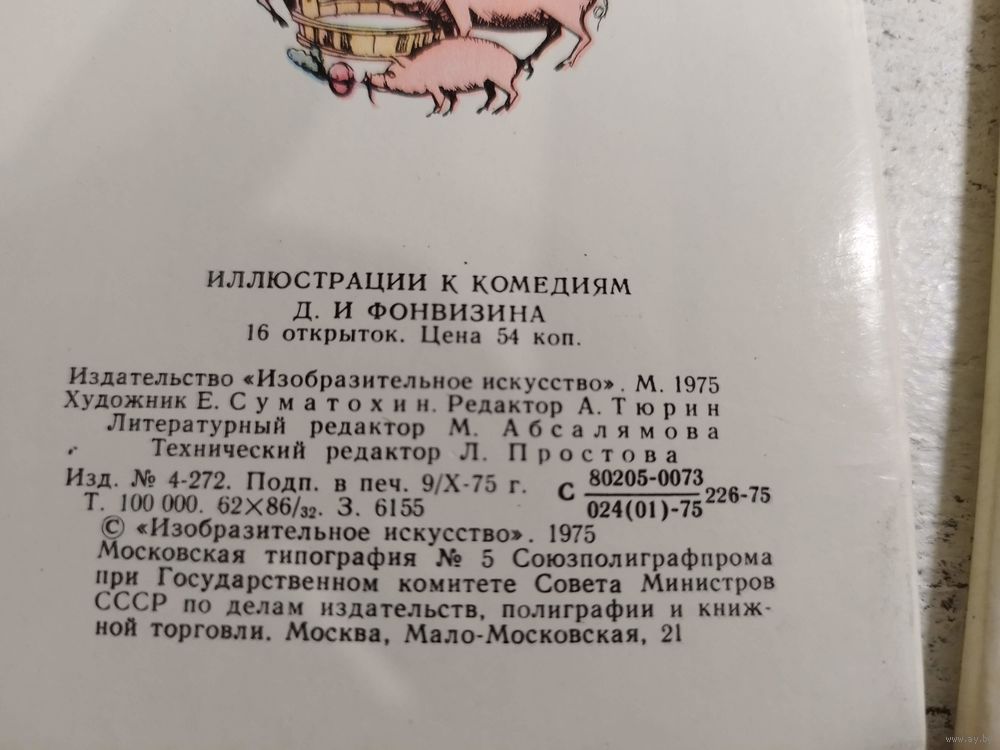 ИЛЛЮСТРАЦИИ К КОМЕДИЯМ
Д. И ФОНВИЗИНА
16 открыток. Цена 54 коп.
Издательство «Изобразительное искусство». М. 1975
Художник Е. Суматохин. Редактор А. Тюрин
Литературный редактор М. Абсалямова
Технический редактор Л. Простова
Изд. № 4-272. Подп. в печ. 9/X-75 г. С 80205-0073/024(01)-75 226-75
Т. 100 000. 62×86/32. З. 6155
© «Изобразительное искусство». 1975
Московская типография № 5 Союзполиграфпрома
при Государственном комитете Совета Министров
СССР по делам издательств, полиграфии и книж-
ной торговли. Москва, Мало-Московская, 21
www.ay.by